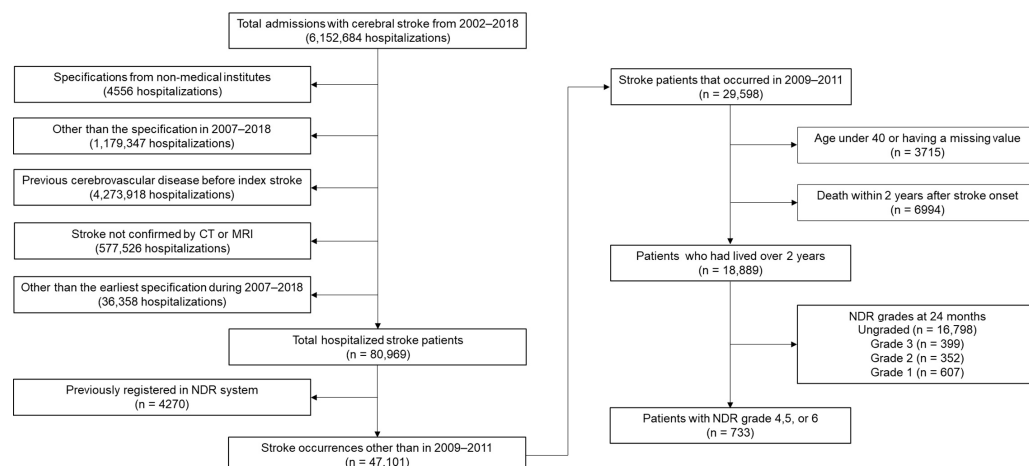 Total admissions with cerebral stroke from 2002–2018
(6,152,684 hospitalizations)
Specifications from non-medical institutes
(4556 hospitalizations)
Other than the specification in 2007–2018
(1,179,347 hospitalizations)
Previous cerebrovascular disease before index stroke
(4,273,918 hospitalizations)
Stroke not confirmed by CT or MRI
(577,526 hospitalizations)
Other than the earliest specification during 2007–2018
(36,358 hospitalizations)
Total hospitalized stroke patients
(n = 80,969)
Previously registered in NDR system
(n = 4270)
Stroke occurrences other than in 2009–2011
(n = 47,101)
Stroke patients that occurred in 2009–2011
(n = 29,598)
Age under 40 or having a missing value
(n = 3715)
Death within 2 years after stroke onset
(n = 6994)
Patients who had lived over 2 years
(n = 18,889)
NDR grades at 24 months
Ungraded (n = 16,798)
Grade 3 (n = 399)
Grade 2 (n = 352)
Grade 1 (n = 607)
Patients with NDR grade 4,5, or 6
(n = 733)